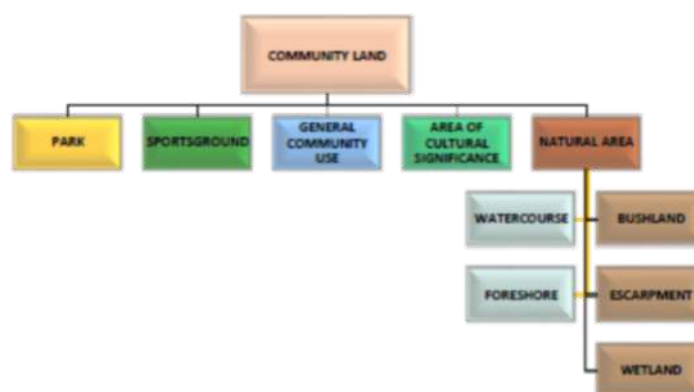 COMMUNITY LAND
PARK
SPORTSGROUND
GENERAL
COMMUNITY
USE
AREA OF
CULTURAL
SIGNIFICANCE
NATURAL AREA
WATERCOURSE
BUSHLAND
FORESHORE
ESCARPMENT
WETLAND